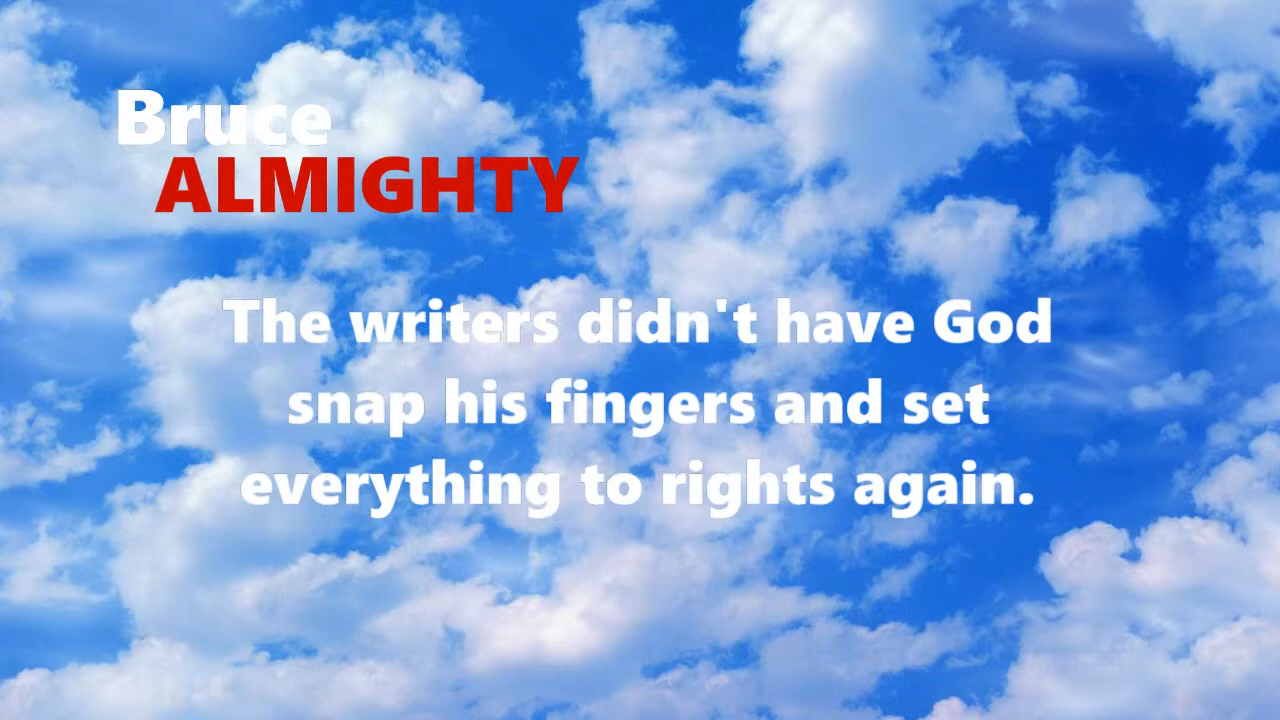 Bruce
ALMIGHTY
The writers didn't have God
snap his fingers and set
everything to rights again.